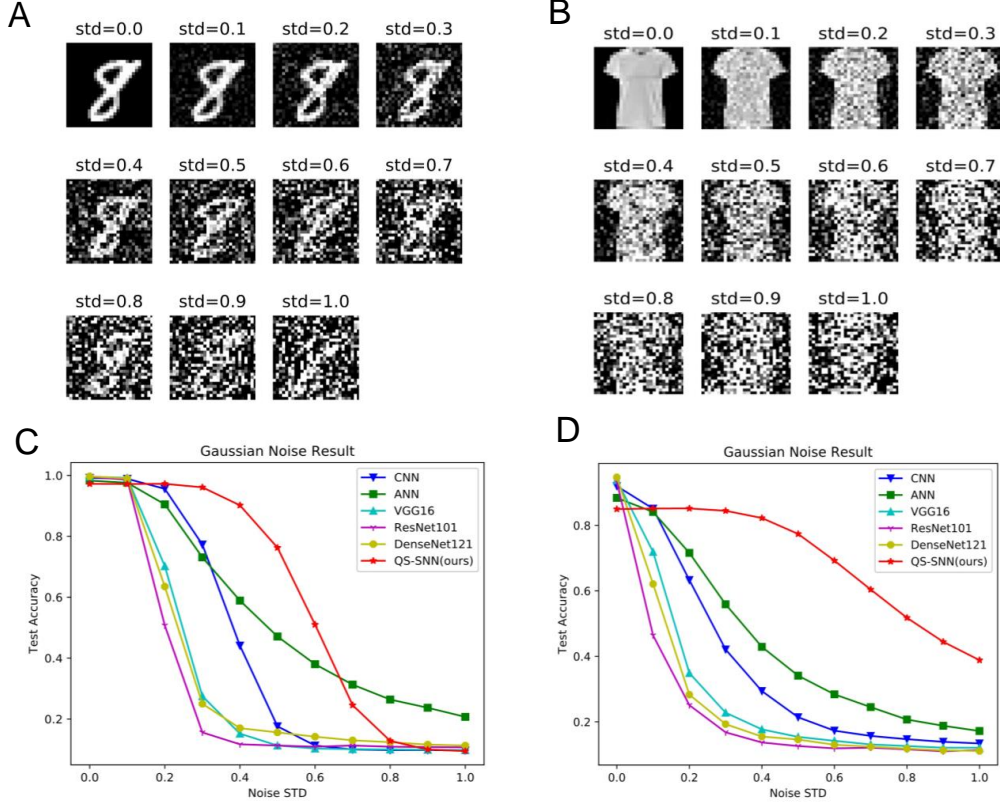 A
std=0.0 std=0.1 std=0.2 std=0.3
std=0.4 std=0.5 std=0.6 std=0.7
std=0.8 std=0.9 std=1.0
B
std=0.0 std=0.1 std=0.2 std=0.3
std=0.4 std=0.5 std=0.6 std=0.7
std=0.8 std=0.9 std=1.0
C
Gaussian Noise Result
Test Accuracy
1.0
0.8
0.6
0.4
0.2
CNN
ANN
VGG16
ResNet101
DenseNet121
QS-SNN(ours)
0.0 0.2 0.4 0.6 0.8 1.0
Noise STD
D
Gaussian Noise Result
Test Accuracy
0.8
0.6
0.4
0.2
CNN
ANN
VGG16
ResNet101
DenseNet121
QS-SNN(ours)
0.0 0.2 0.4 0.6 0.8 1.0
Noise STD